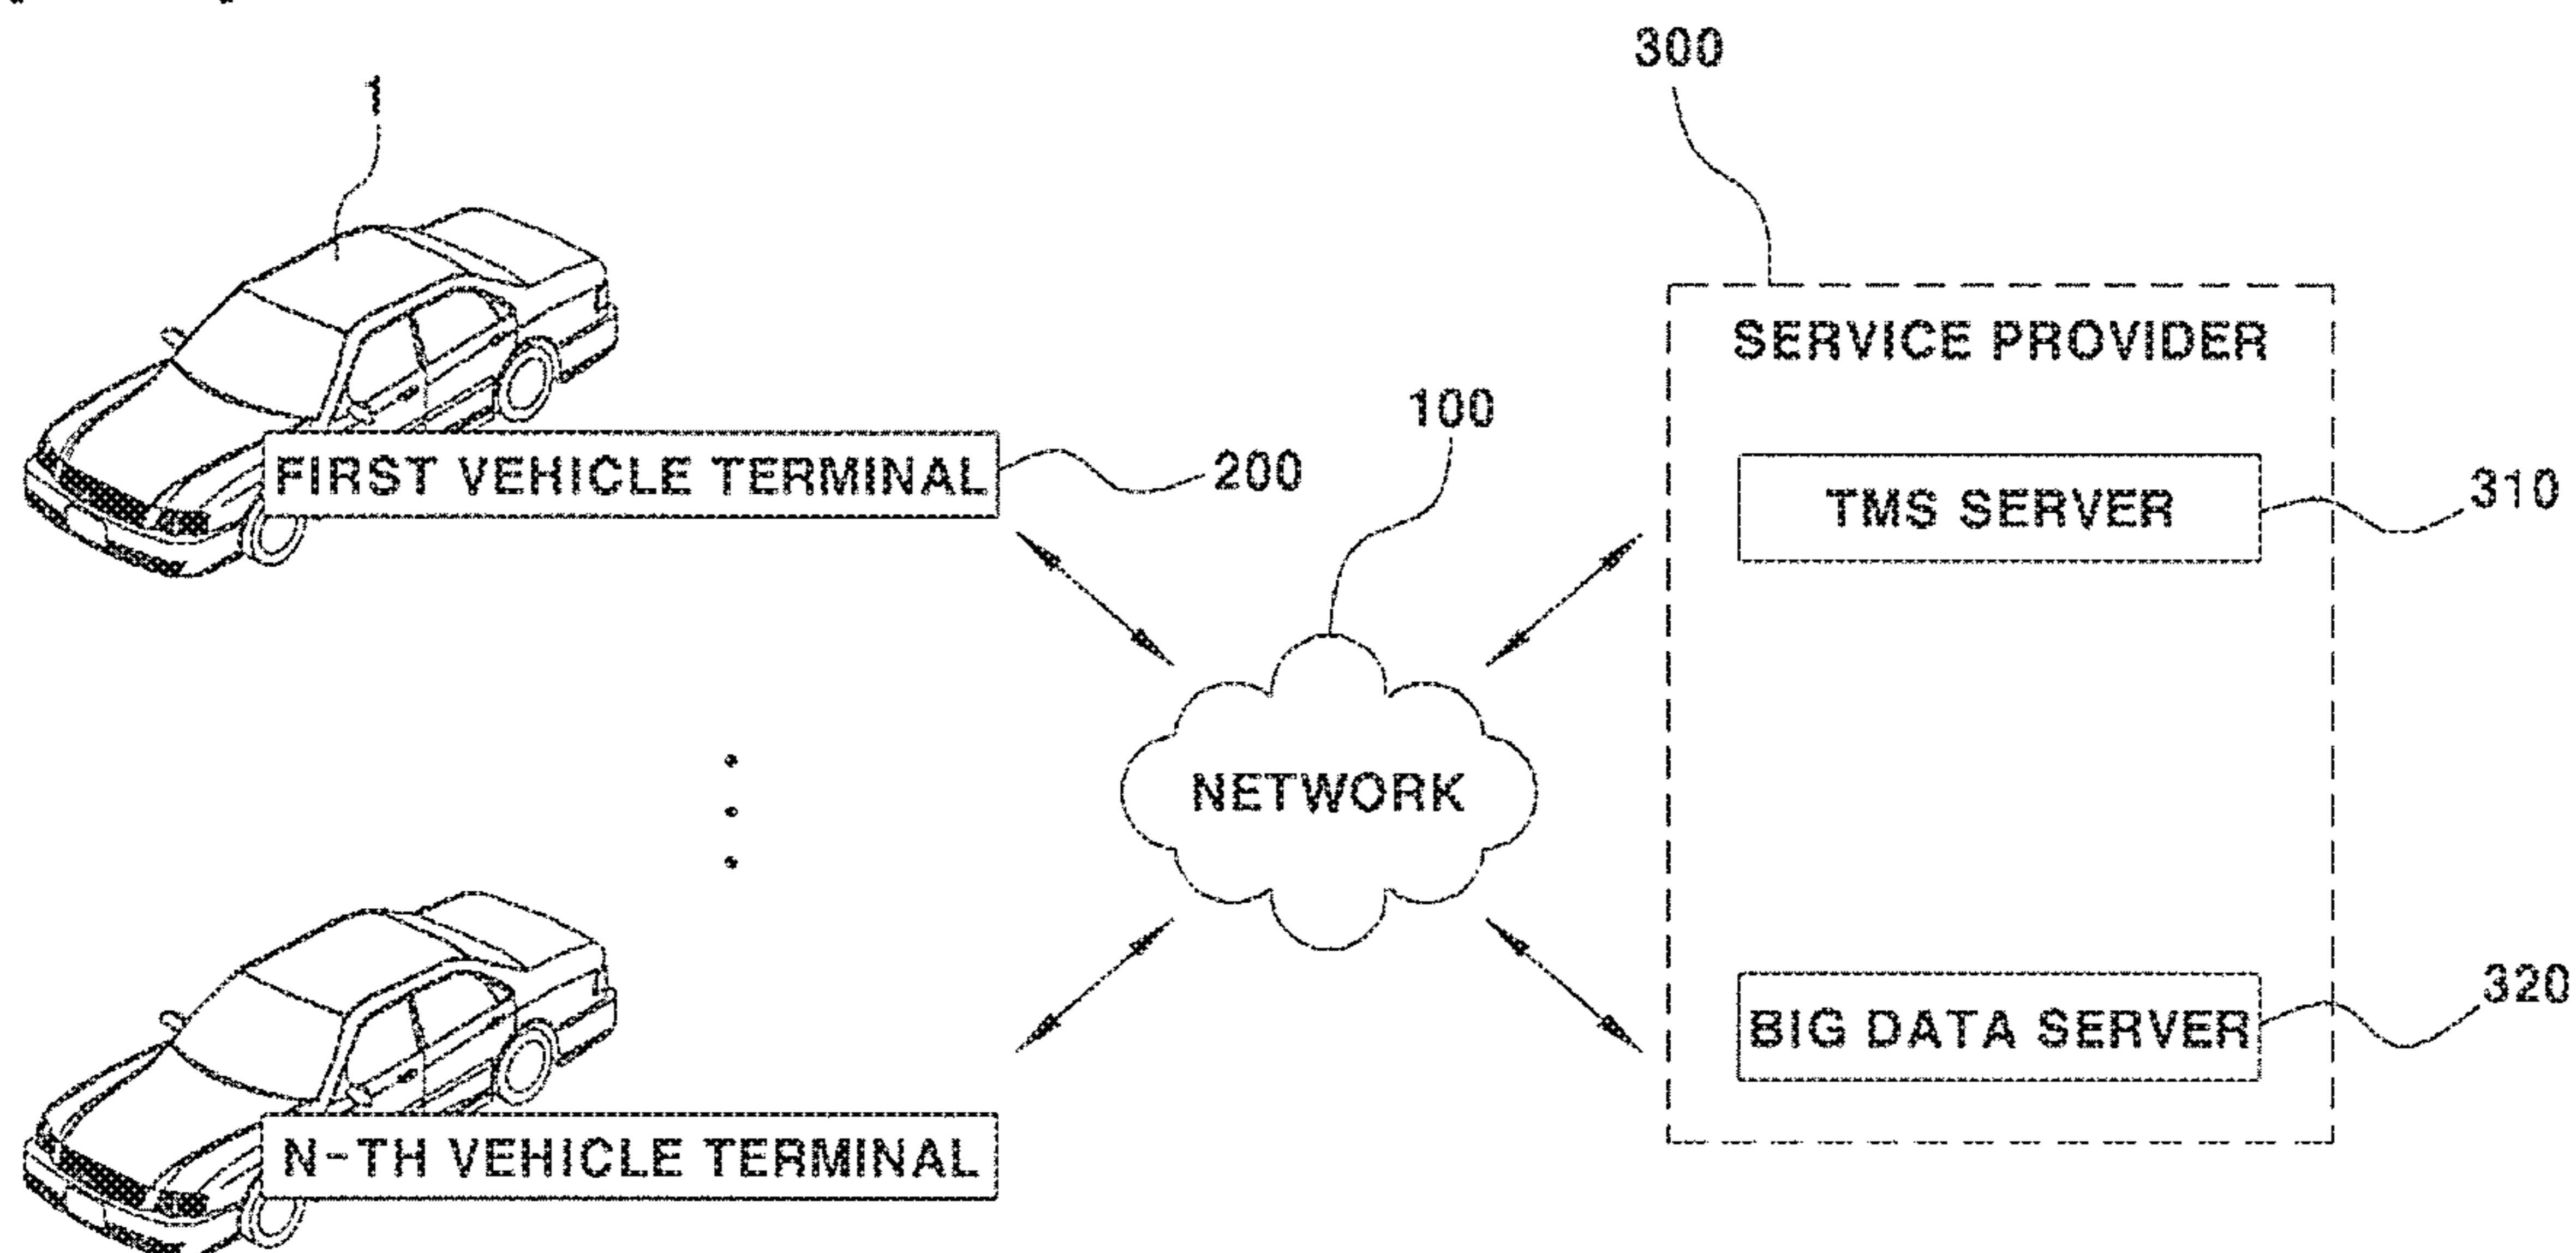 1
300
SERVICE PROVIDER
100
FIRST VEHICLE TERMINAL
200
TMS SERVER
310
NETWORK
320
BIG DATA SERVER
N-TH VEHICLE TERMINAL